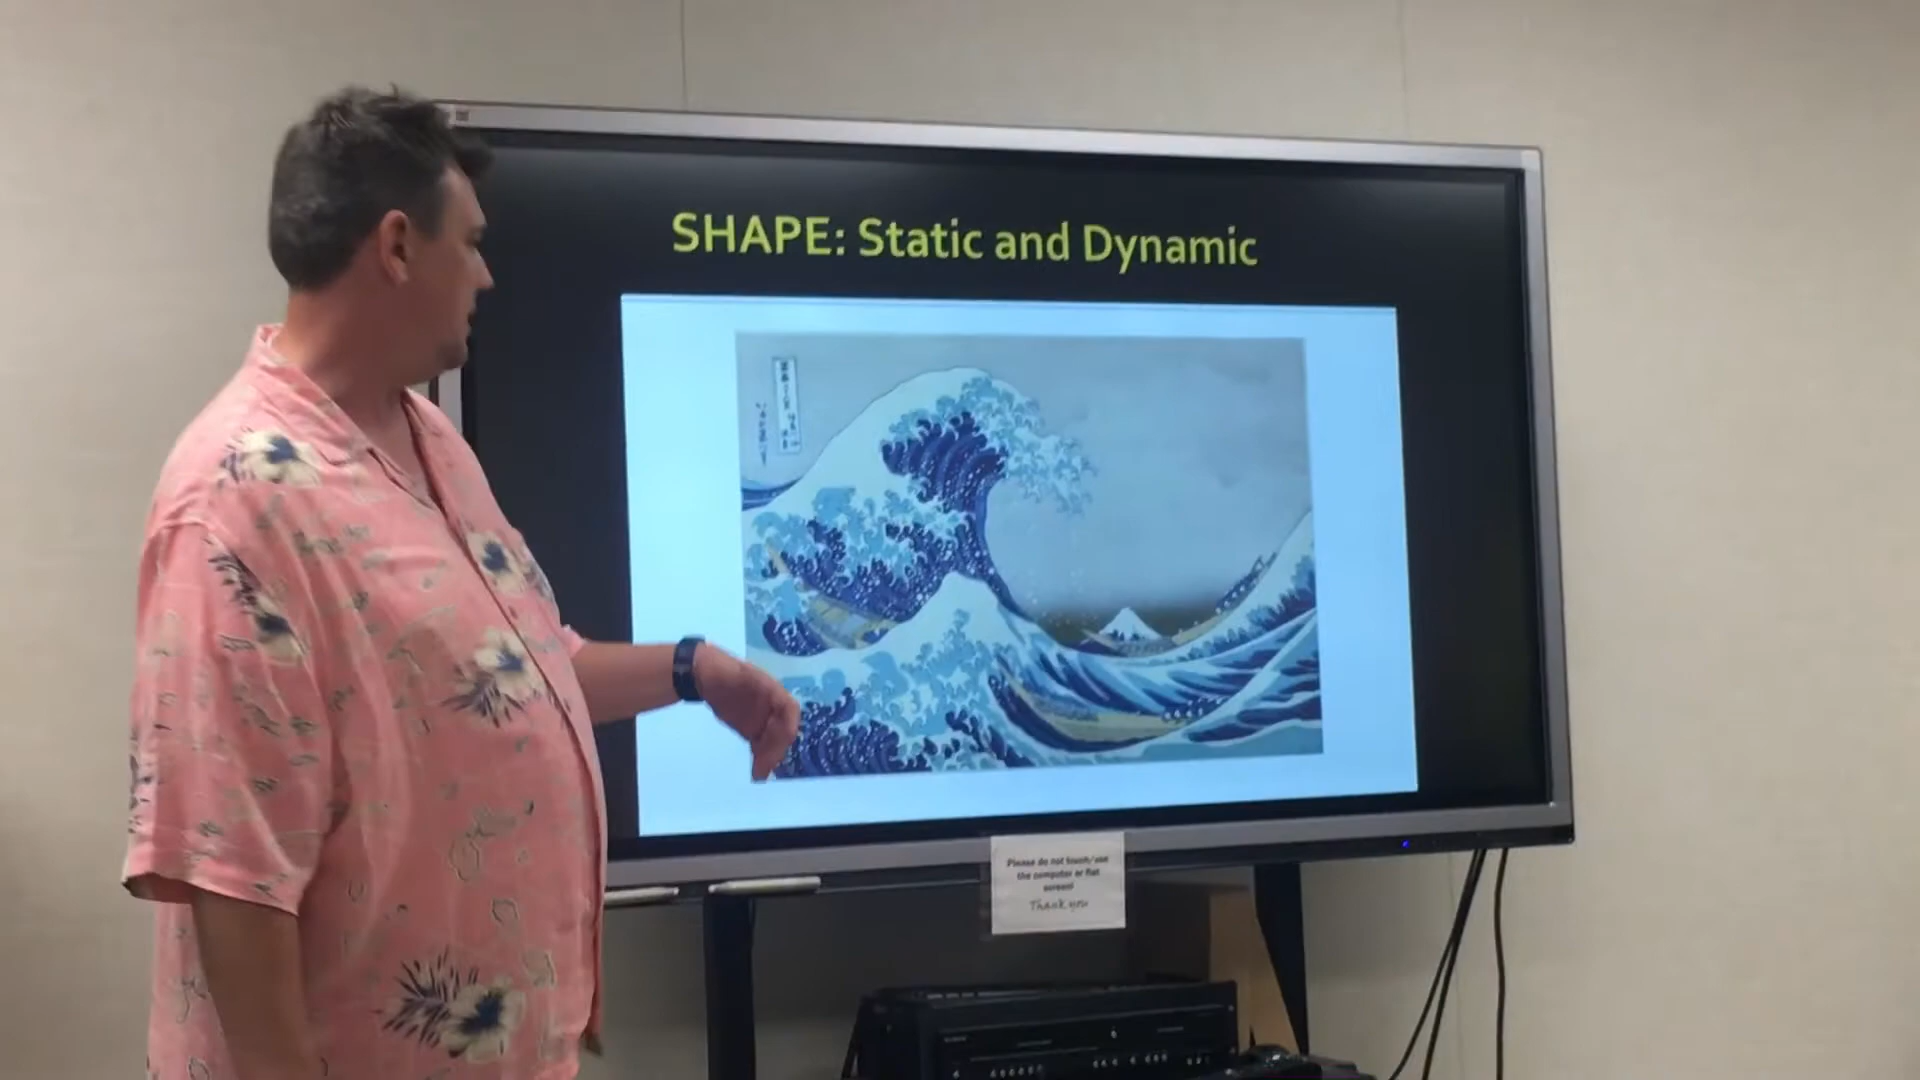 SHAPE: Static and Dynamic
Please do not touch/use
the computer or flat
screen!
Thank you